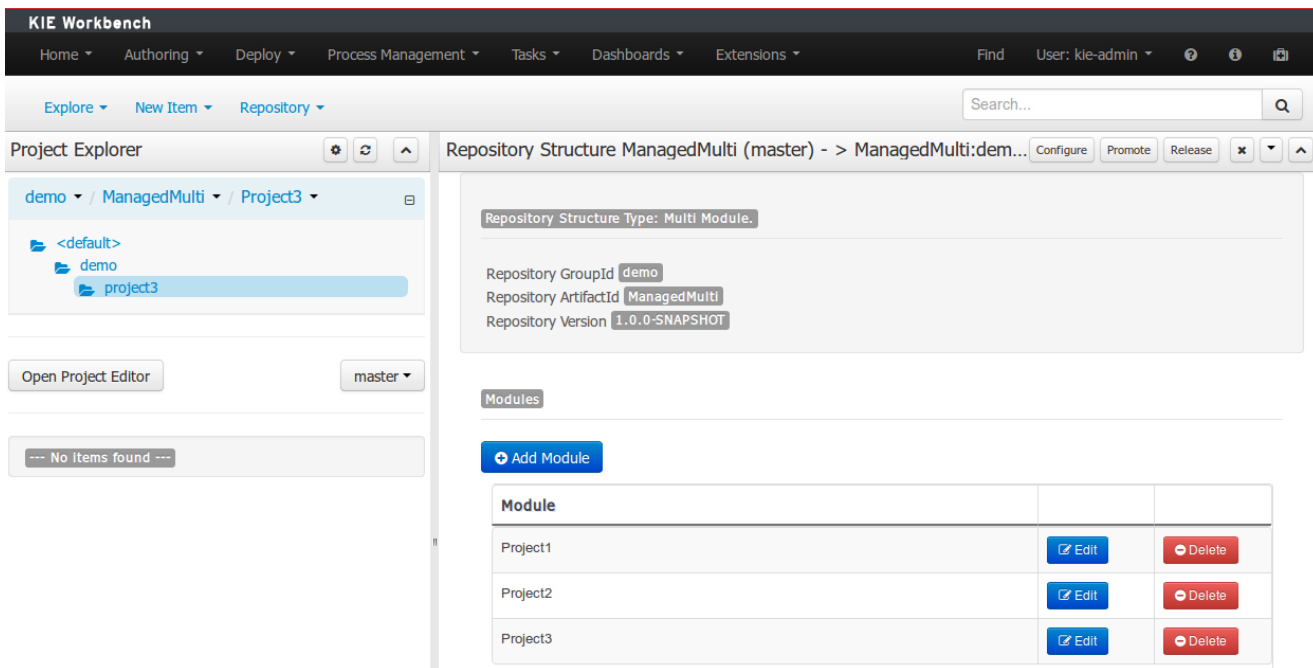 KIE Workbench
Home Authoring Deploy Process Management Tasks Dashboards Extensions Find User: kie-admin
Explore New Item Repository Search...
Project Explorer
demo / ManagedMulti / Project3
<default>
demo
project3
Open Project Editor master
--- No items found ---
Repository Structure ManagedMulti (master) - > ManagedMulti:dem... Configure Promote Release
Repository Structure Type: Multi Module.
Repository GroupId demo
Repository ArtifactId ManagedMulti
Repository Version 1.0.0-SNAPSHOT
Modules
Add Module
Module
Project1 Edit Delete
Project2 Edit Delete
Project3 Edit Delete